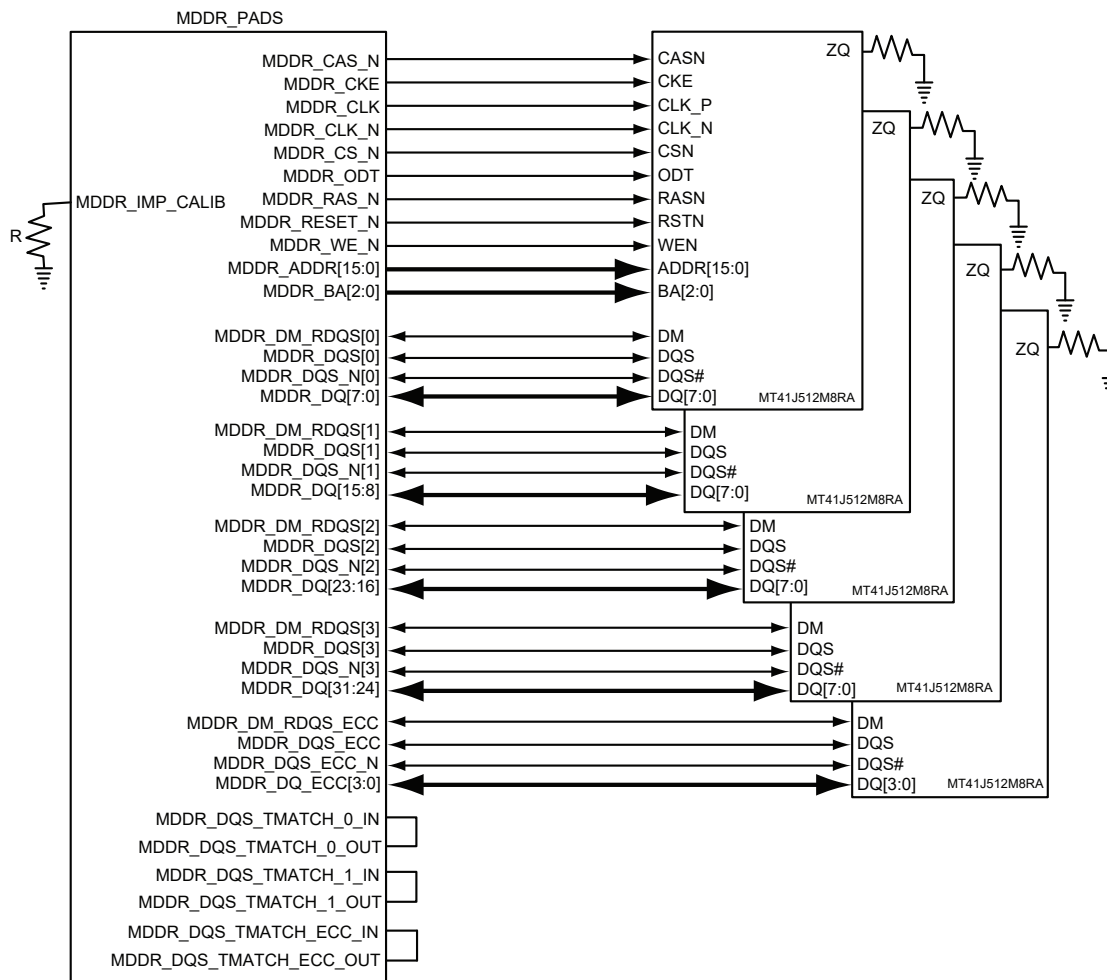 MDDR_PADS
MDDR_CAS_N
MDDR_CKE
MDDR_CLK
MDDR_CLK_N
MDDR_CS_N
MDDR_ODT
MDDR_RAS_N
MDDR_RESET_N
MDDR_WE_N
MDDR_ADDR[15:0]
MDDR_BA[2:0]
MDDR_IMP_CALIB
R
MDDR_DM_RDQS[0]
MDDR_DQS[0]
MDDR_DQS_N[0]
MDDR_DQ[7:0]
MDDR_DM_RDQS[1]
MDDR_DQS[1]
MDDR_DQS_N[1]
MDDR_DQ[15:8]
MDDR_DM_RDQS[2]
MDDR_DQS[2]
MDDR_DQS_N[2]
MDDR_DQ[23:16]
MDDR_DM_RDQS[3]
MDDR_DQS[3]
MDDR_DQS_N[3]
MDDR_DQ[31:24]
MDDR_DM_RDQS_ECC
MDDR_DQS_ECC
MDDR_DQS_ECC_N
MDDR_DQ_ECC[3:0]
MDDR_DQS_TMATCH_0_IN
MDDR_DQS_TMATCH_0_OUT
MDDR_DQS_TMATCH_1_IN
MDDR_DQS_TMATCH_1_OUT
MDDR_DQS_TMATCH_ECC_IN
MDDR_DQS_TMATCH_ECC_OUT
CASN
CKE
CLK_P
CLK_N
CSN
ODT
RASN
RSTN
WEN
ADDR[15:0]
BA[2:0]
DM
DQS
DQS#
DQ[7:0]
MT41J512M8RA
ZQ
DM
DQS
DQS#
DQ[7:0]
MT41J512M8RA
ZQ
DM
DQS
DQS#
DQ[7:0]
MT41J512M8RA
ZQ
DM
DQS
DQS#
DQ[7:0]
MT41J512M8RA
ZQ
DM
DQS
DQS#
DQ[3:0]
MT41J512M8RA
ZQ